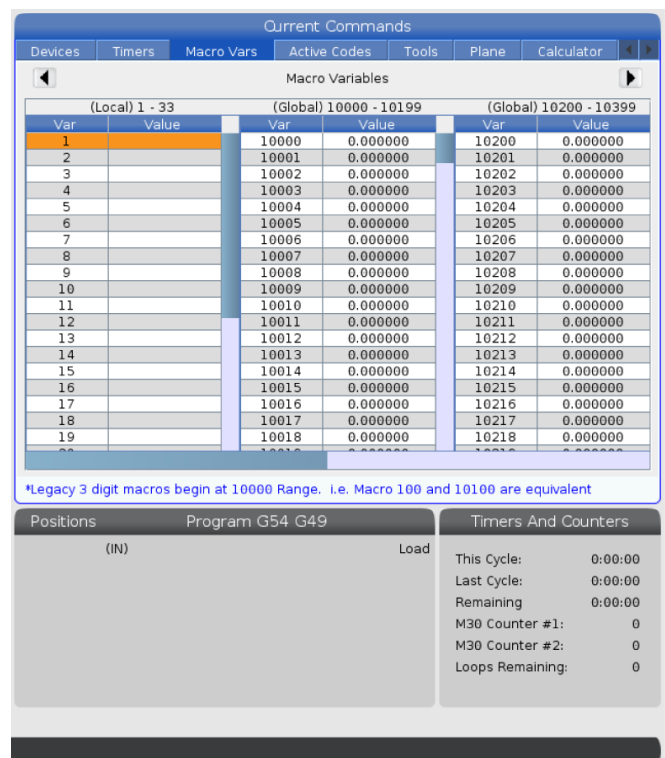 Current Commands
Devices Timers Macro Vars Active Codes Tools Plane Calculator
Macro Variables
(Local) 1 - 33 (Global) 10000 - 10199 (Global) 10200 - 10399
Var Value Var Value Var Value
1 10000 0.000000 10200 0.000000
2 10001 0.000000 10201 0.000000
3 10002 0.000000 10202 0.000000
4 10003 0.000000 10203 0.000000
5 10004 0.000000 10204 0.000000
6 10005 0.000000 10205 0.000000
7 10006 0.000000 10206 0.000000
8 10007 0.000000 10207 0.000000
9 10008 0.000000 10208 0.000000
10 10009 0.000000 10209 0.000000
11 10010 0.000000 10210 0.000000
12 10011 0.000000 10211 0.000000
13 10012 0.000000 10212 0.000000
14 10013 0.000000 10213 0.000000
15 10014 0.000000 10214 0.000000
16 10015 0.000000 10215 0.000000
17 10016 0.000000 10216 0.000000
18 10017 0.000000 10217 0.000000
19 10018 0.000000 10218 0.000000
*Legacy 3 digit macros begin at 10000 Range. i.e. Macro 100 and 10100 are equivalent
Positions Program G54 G49
(IN) Load
Timers And Counters
This Cycle: 0:00:00
Last Cycle: 0:00:00
Remaining 0:00:00
M30 Counter #1: 0
M30 Counter #2: 0
Loops Remaining: 0